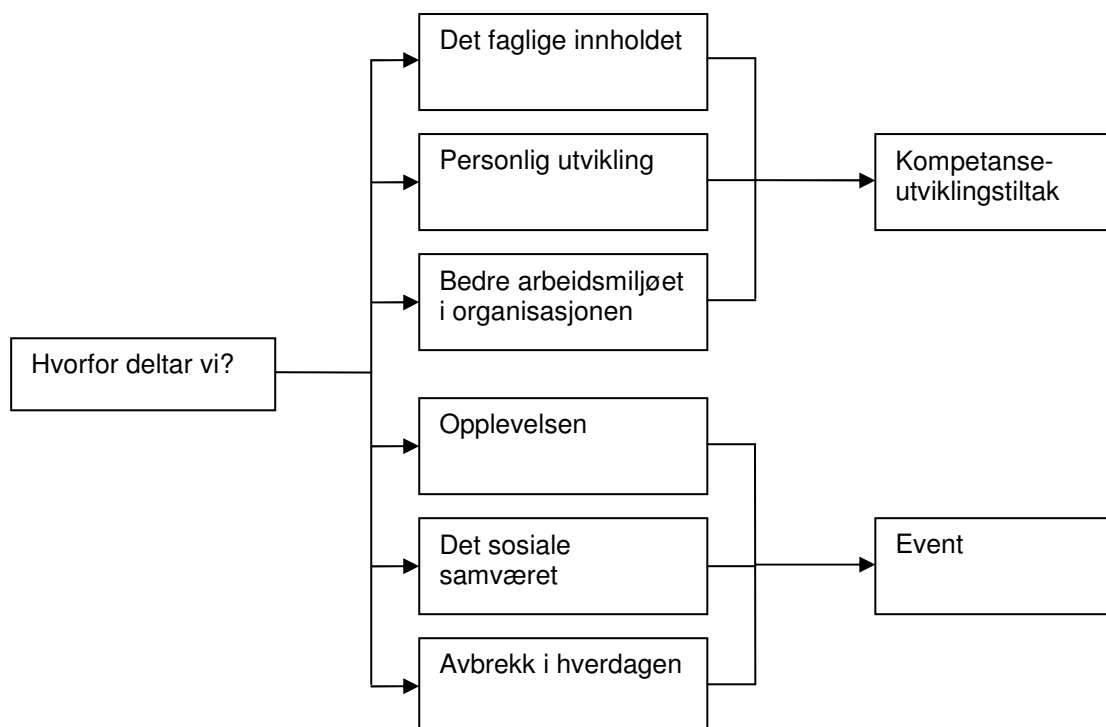 Det faglige innholdet
Personlig utvikling
Kompetanse-
utviklingstiltak
Bedre arbeidsmiljøet
i organisasjonen
Hvorfor deltar vi?
Opplevelsen
Det sosiale
samværet
Event
Avbrekk i hverdagen